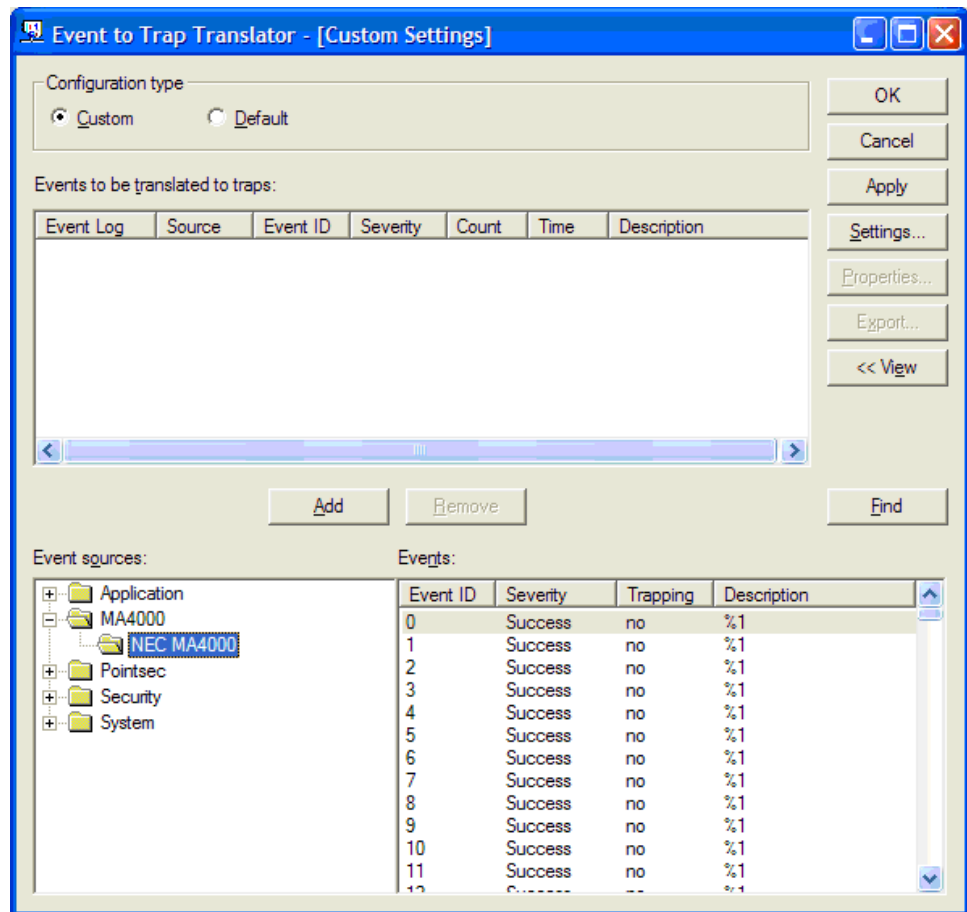 Event to Trap Translator - [Custom Settings]
Configuration type
Custom Default
OK
Cancel
Events to be translated to traps:
Apply
Event Log Source Event ID Severity Count Time Description
Settings...
Properties...
Export...
<< View
Add Remove Find
Event sources: Events:
Application
MA4000
NEC MA4000
Pointsec
Security
System
Event ID Severity Trapping Description
0 Success no %1
1 Success no %1
2 Success no %1
3 Success no %1
4 Success no %1
5 Success no %1
6 Success no %1
7 Success no %1
8 Success no %1
9 Success no %1
10 Success no %1
11 Success no %1